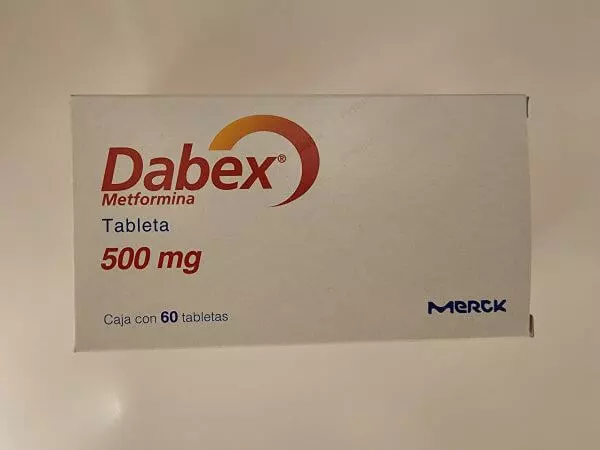 Dabex®
Metformina
Tableta
500 mg
Caja con 60 tabletas
MERCK